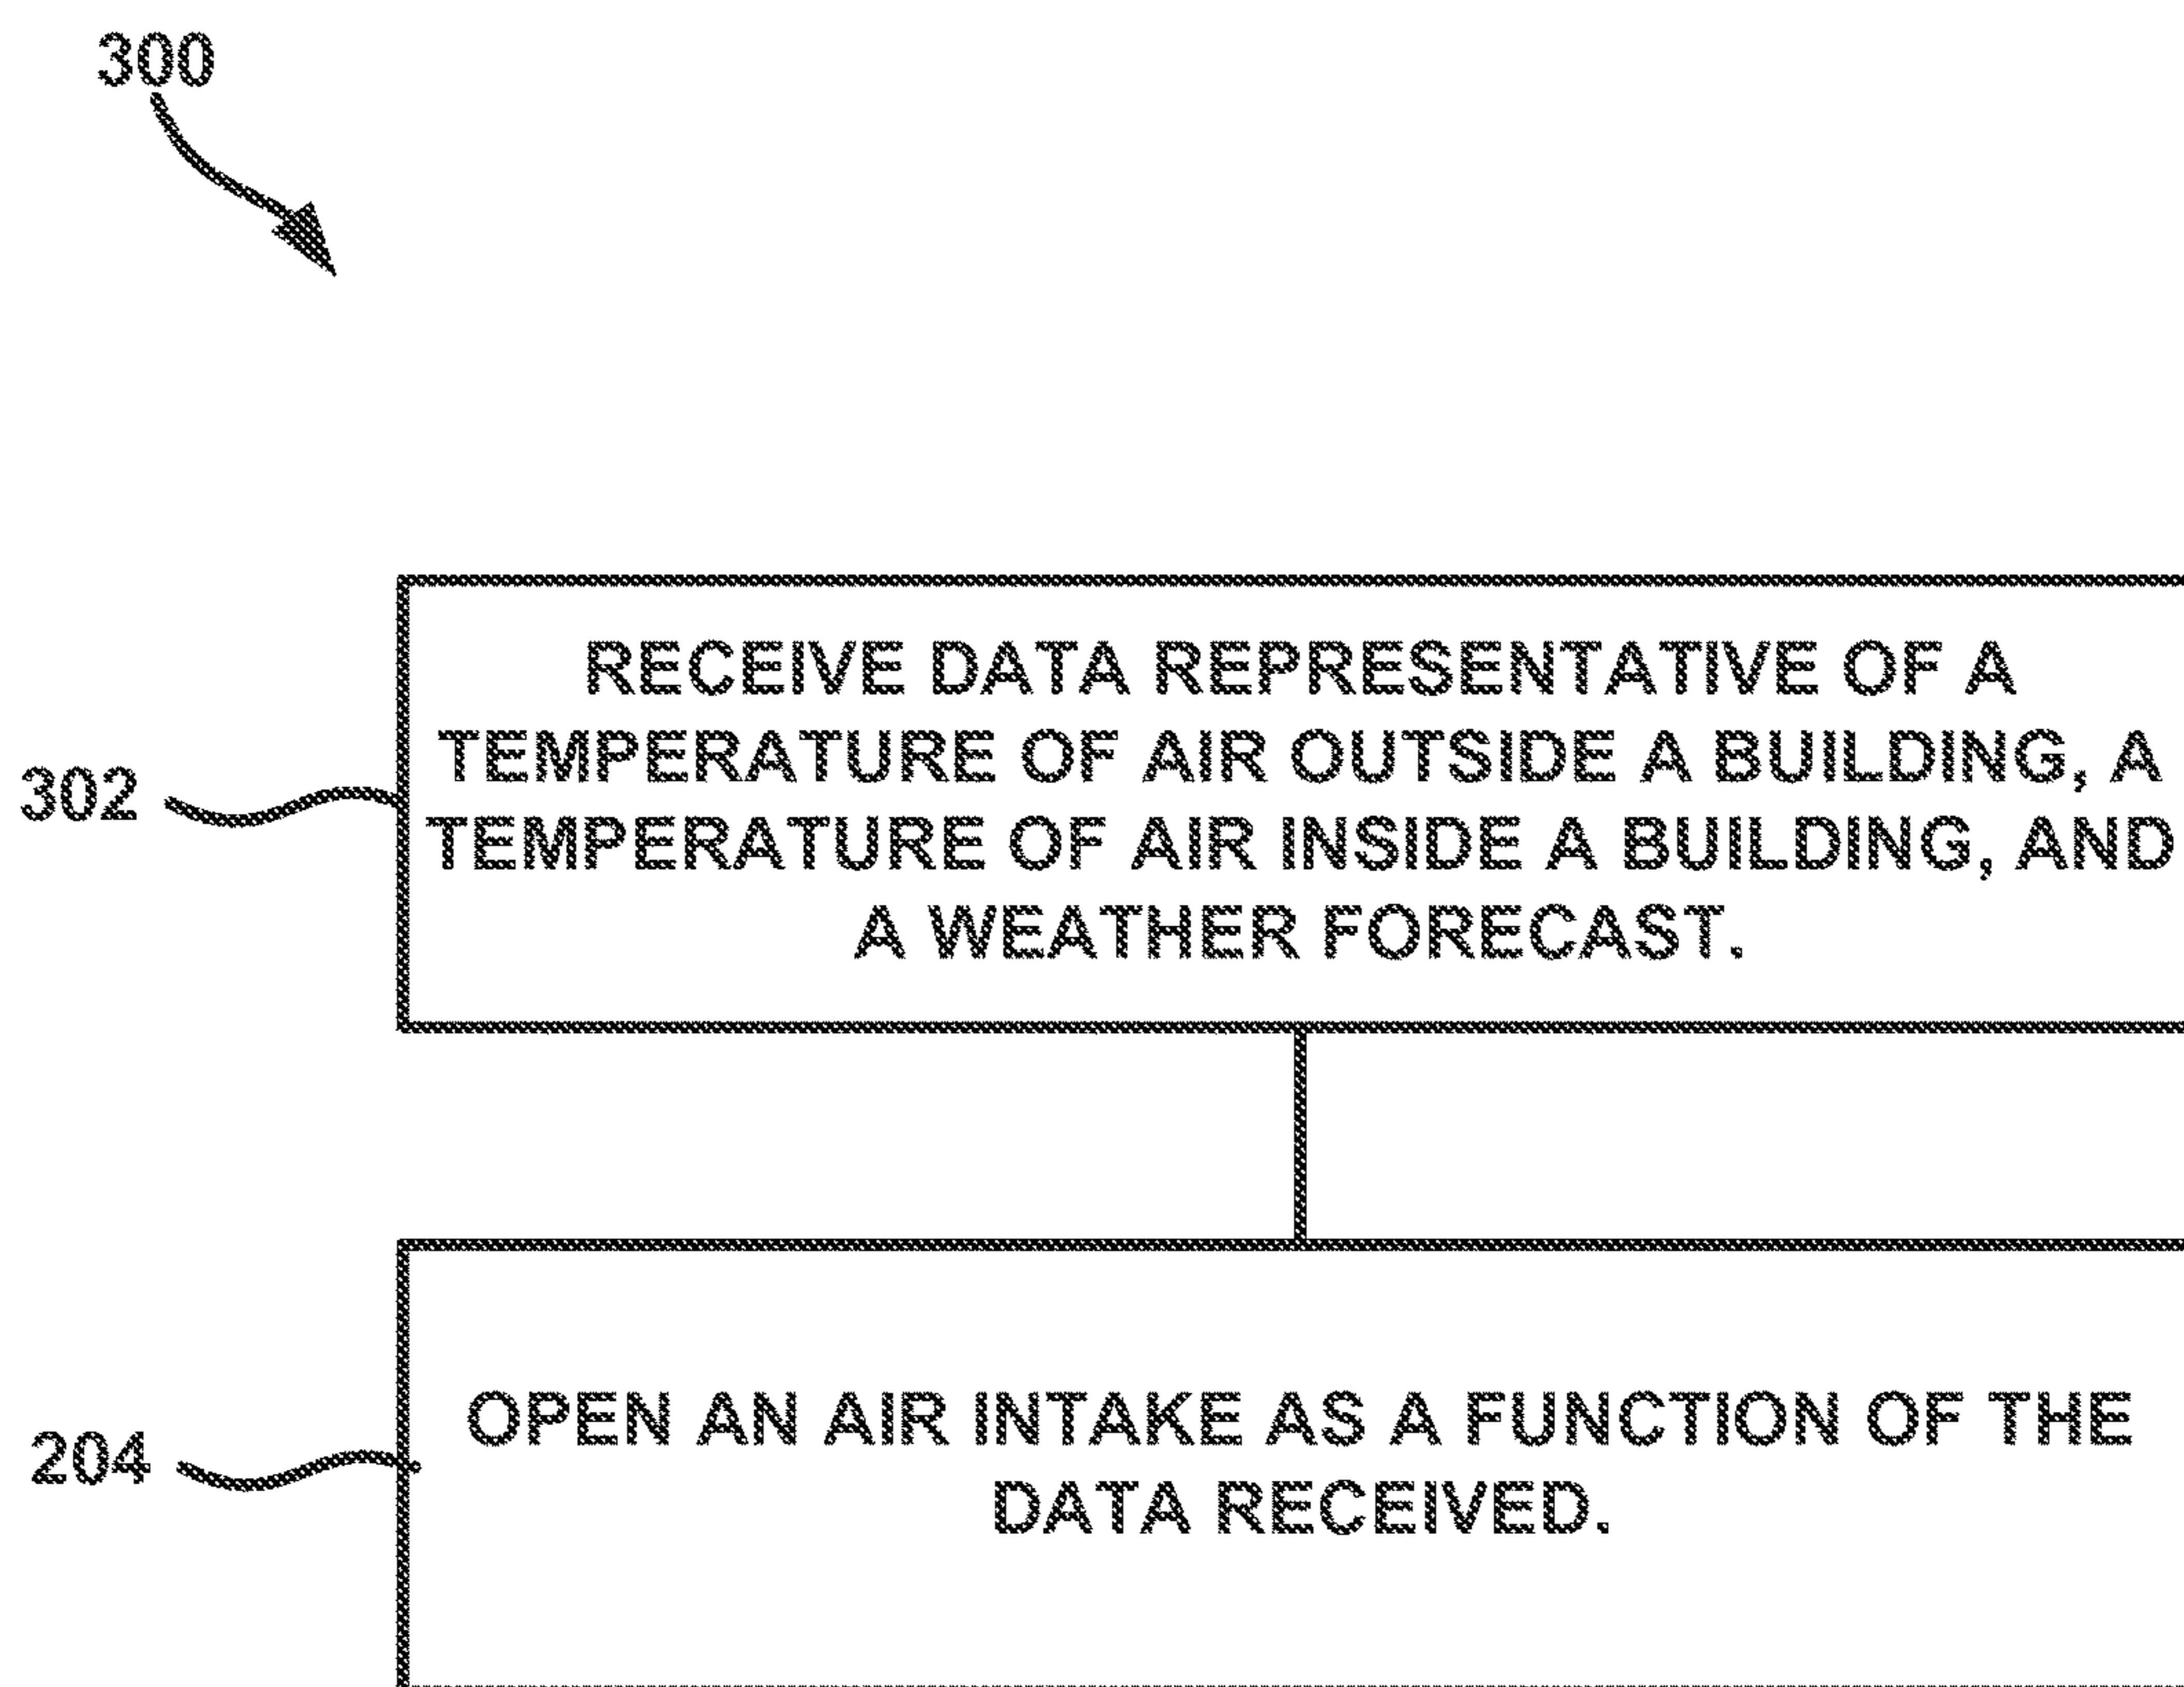 300
RECEIVE DATA REPRESENTATIVE OF A
TEMPERATURE OF AIR OUTSIDE A BUILDING, A
302
TEMPERATURE OF AIR INSIDE A BUILDING, AND
A WEATHER FORECAST.
OPEN AN AIR INTAKE AS A FUNCTION OF THE
204
DATA RECEIVED.